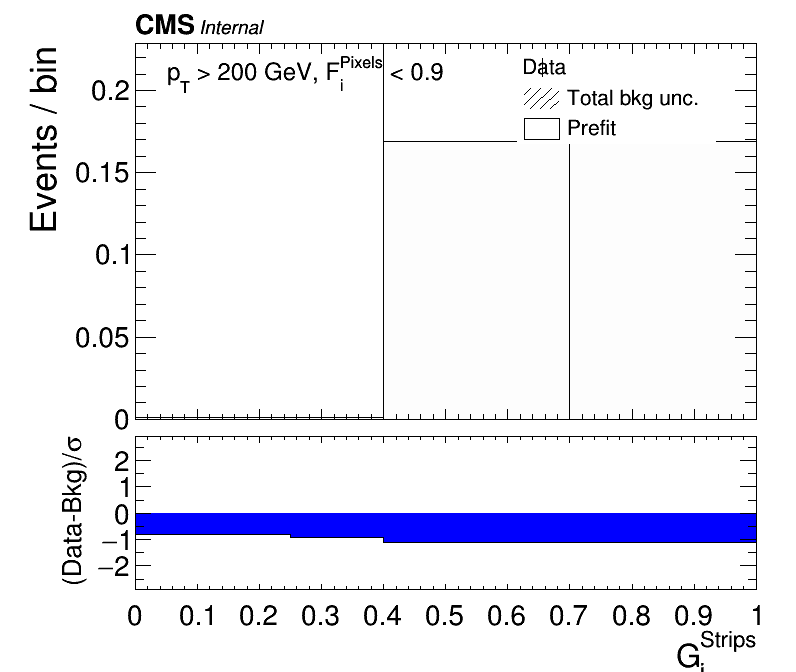 CMS Internal
p_T > 200 GeV, F_i^Pixels < 0.9
Data
Total bkg unc.
Prefit
Events / bin
0.2
0.15
0.1
0.05
0
(Data-Bkg)/σ
2
1
0
−1
−2
0 0.1 0.2 0.3 0.4 0.5 0.6 0.7 0.8 0.9 1
G_i^Strips